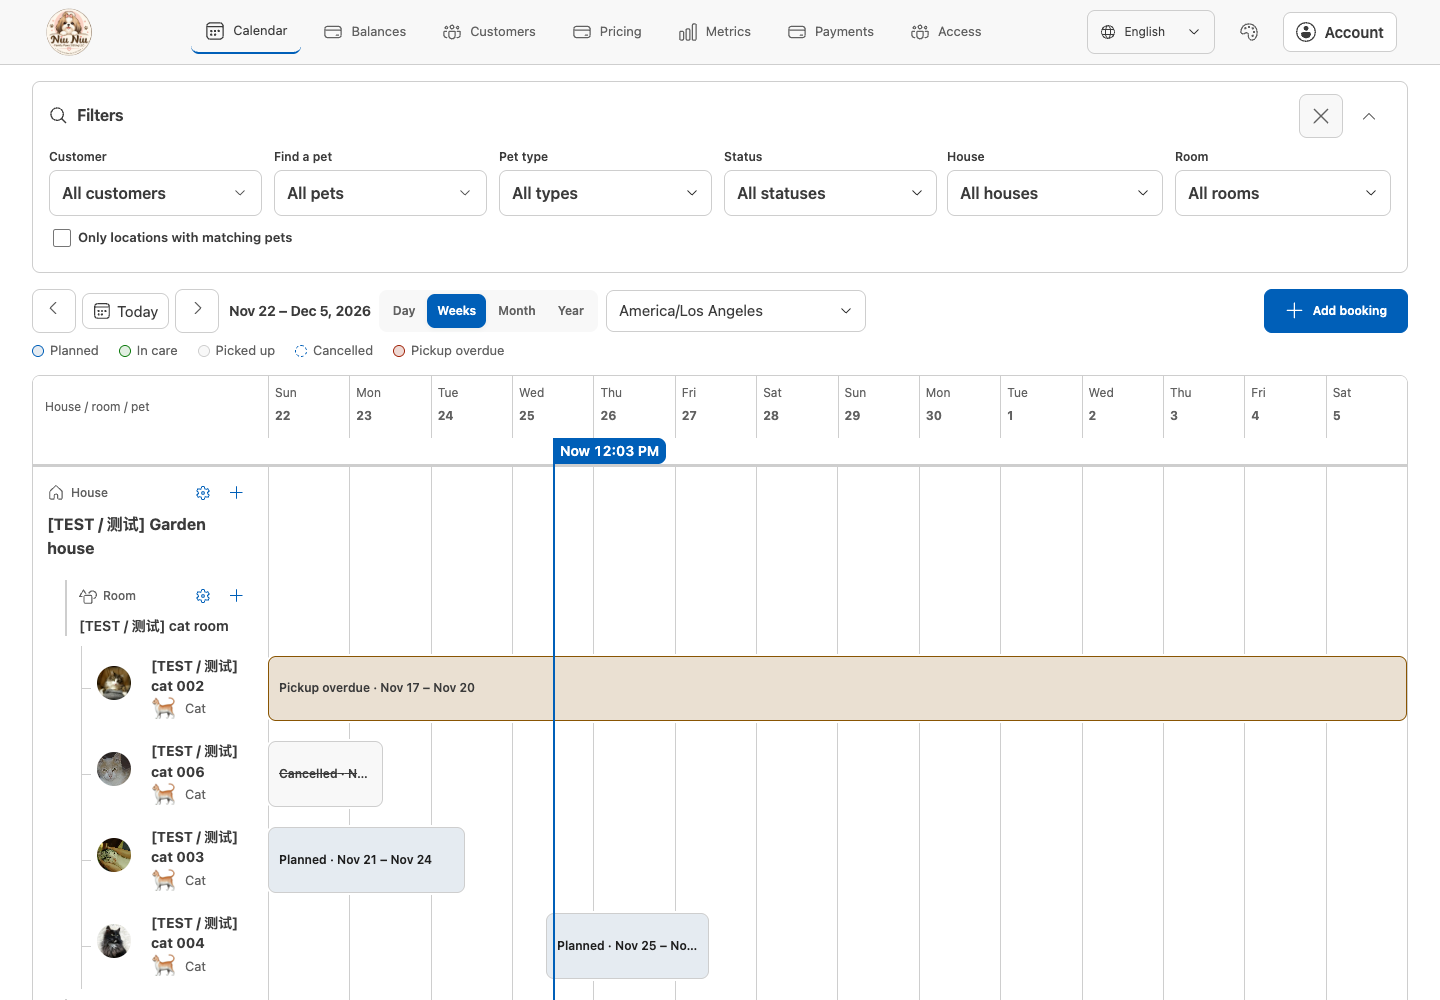 Niu Niu
Calendar
Balances
Customers
Pricing
Metrics
Payments
Access
English
Account
Filters
Customer
Find a pet
Pet type
Status
House
Room
All customers
All pets
All types
All statuses
All houses
All rooms
Only locations with matching pets
Today
Nov 22 – Dec 5, 2026
Day
Weeks
Month
Year
America/Los Angeles
Add booking
Planned
In care
Picked up
Cancelled
Pickup overdue
House / room / pet
Sun
22
Mon
23
Tue
24
Wed
25
Thu
26
Fri
27
Sat
28
Sun
29
Mon
30
Tue
1
Wed
2
Thu
3
Fri
4
Sat
5
Now 12:03 PM
House
[TEST / 测试] Garden
house
Room
[TEST / 测试] cat room
[TEST / 测试]
cat 002
Cat
Pickup overdue · Nov 17 – Nov 20
[TEST / 测试]
cat 006
Cat
Cancelled · N...
[TEST / 测试]
cat 003
Cat
Planned · Nov 21 – Nov 24
[TEST / 测试]
cat 004
Cat
Planned · Nov 25 – No...